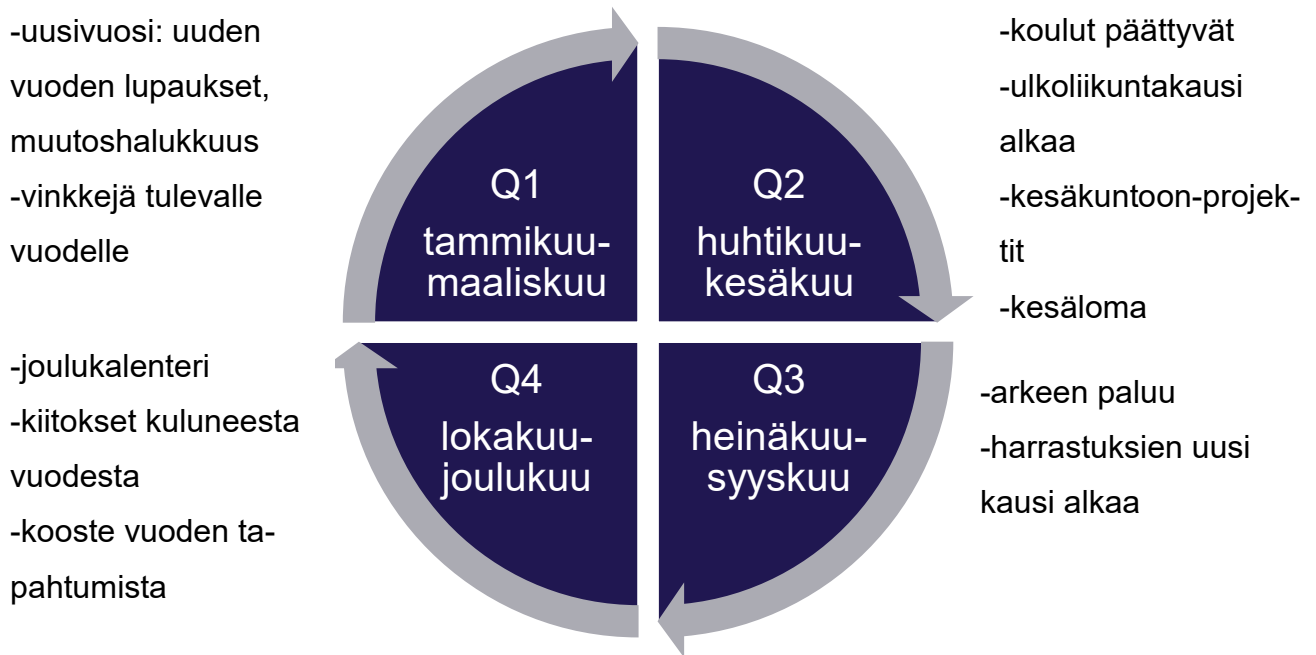 -uusivuosi: uuden
vuoden lupaukset,
muutoshalukkuus
-vinkkejä tulevalle
vuodelle
Q1
tammikuu-
maaliskuu
Q2
huhtikuu-
kesäkuu
-koulut päättyvät
-ulkoliikuntakausi
alkaa
-kesäkuntoon-projek-
tit
-kesäloma
-joulukalenteri
-kiitokset kuluneesta
vuodesta
-kooste vuoden ta-
pahtumista
Q4
lokakuu-
joulukuu
Q3
heinäkuu-
syyskuu
-arkeen paluu
-harrastuksien uusi
kausi alkaa